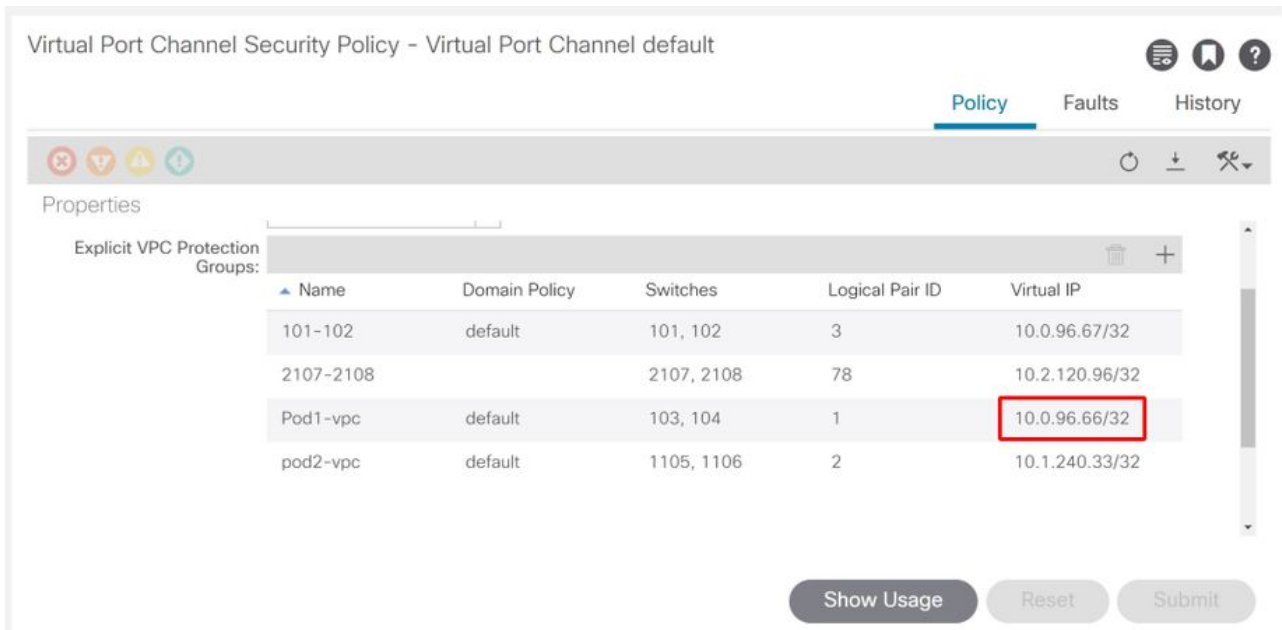 Virtual Port Channel Security Policy - Virtual Port Channel default
Policy Faults History
Properties
Explicit VPC Protection Groups:
Name Domain Policy Switches Logical Pair ID Virtual IP
101-102 default 101, 102 3 10.0.96.67/32
2107-2108 2107, 2108 78 10.2.120.96/32
Pod1-vpc default 103, 104 1 10.0.96.66/32
pod2-vpc default 1105, 1106 2 10.1.240.33/32
Show Usage Reset Submit